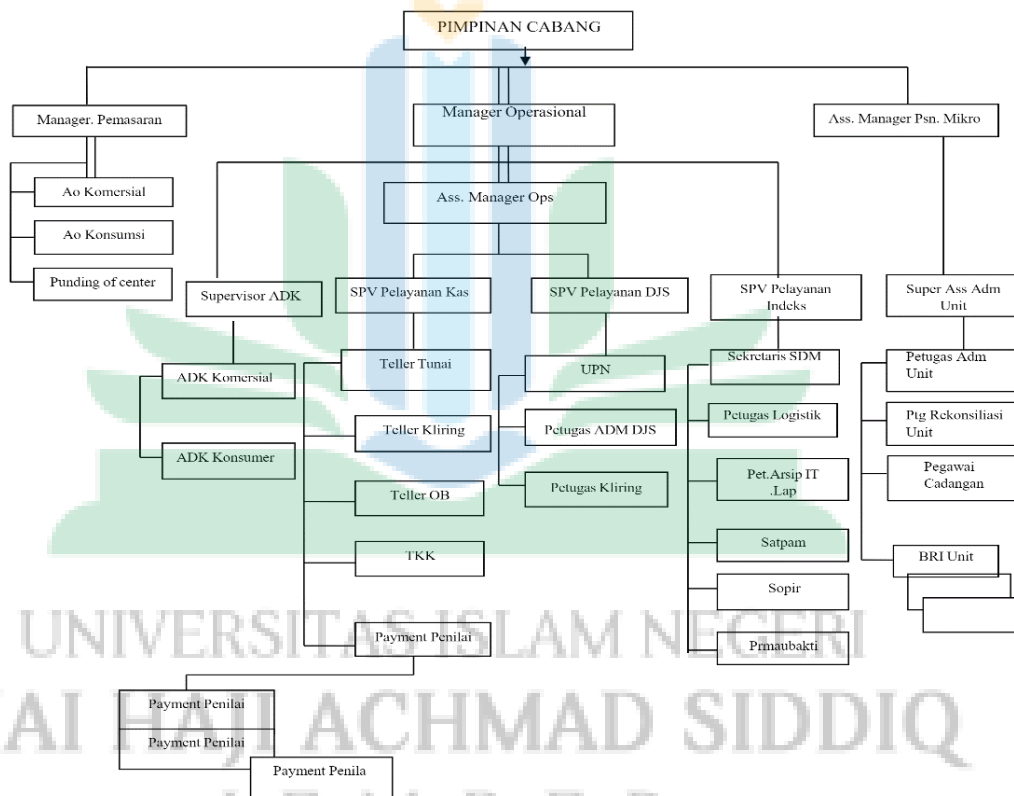 PIMPINAN CABANG
Manager. Pemasaran
Manager Operasional
Ass. Manager Psn. Mikro
Ao Komersial
Ao Konsumsi
Punding of center
Ass. Manager Ops
Supervisor ADK
SPV Pelayanan Kas
SPV Pelayanan DJS
SPV Pelayanan
Indeks
Super Ass Adm
Unit
ADK Komersial
ADK Konsumer
Teller Tunai
Teller Kliring
Teller OB
TKK
Payment Penilai
Payment Penilai
Payment Penilai
Payment Penila
UPN
Petugas ADM DJS
Petugas Kliring
Sekretaris SDM
Petugas Logistik
Pet.Arsip IT
.Lap
Satpam
Sopir
Prmaubakti
Petugas Adm
Unit
Ptg Rekonsiliasi
Unit
Pegawai
Cadangan
BRI Unit
UNIVERSITAS ISLAM NEGERI
AI HAJI ACHMAD SIDDIQ